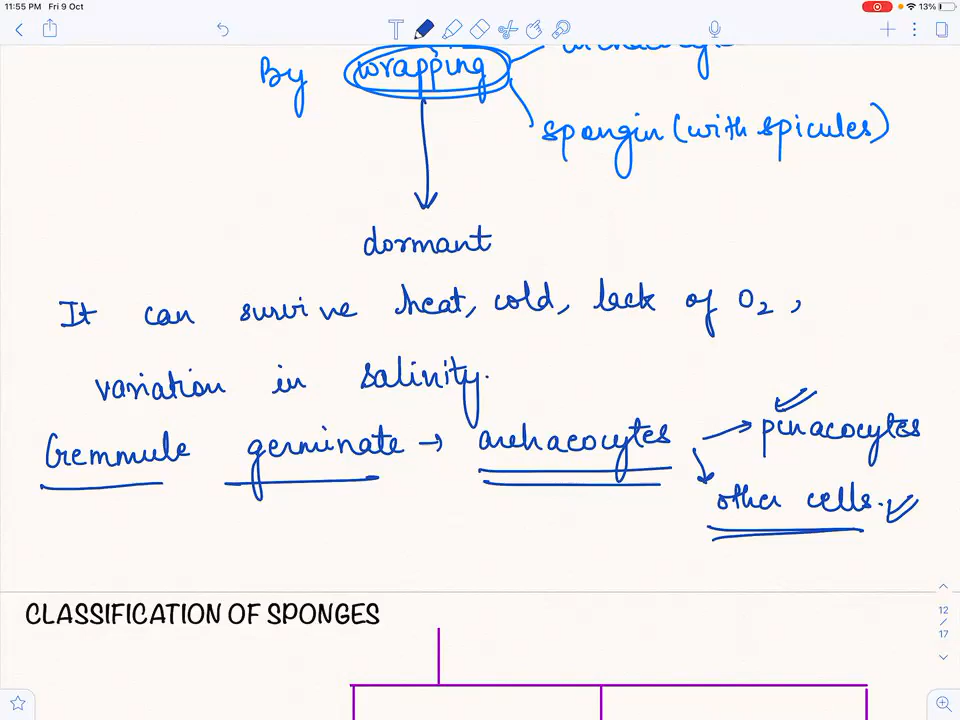 11:55 PM Fri 9 Oct
13%
By wrapping
spongin (with spicules)
dormant
It can survive heat, cold, lack of O2,
variation in salinity.
Gemmule germinate → archaeocytes → pinacocytes
other cells.
CLASSIFICATION OF SPONGES
12
/
17